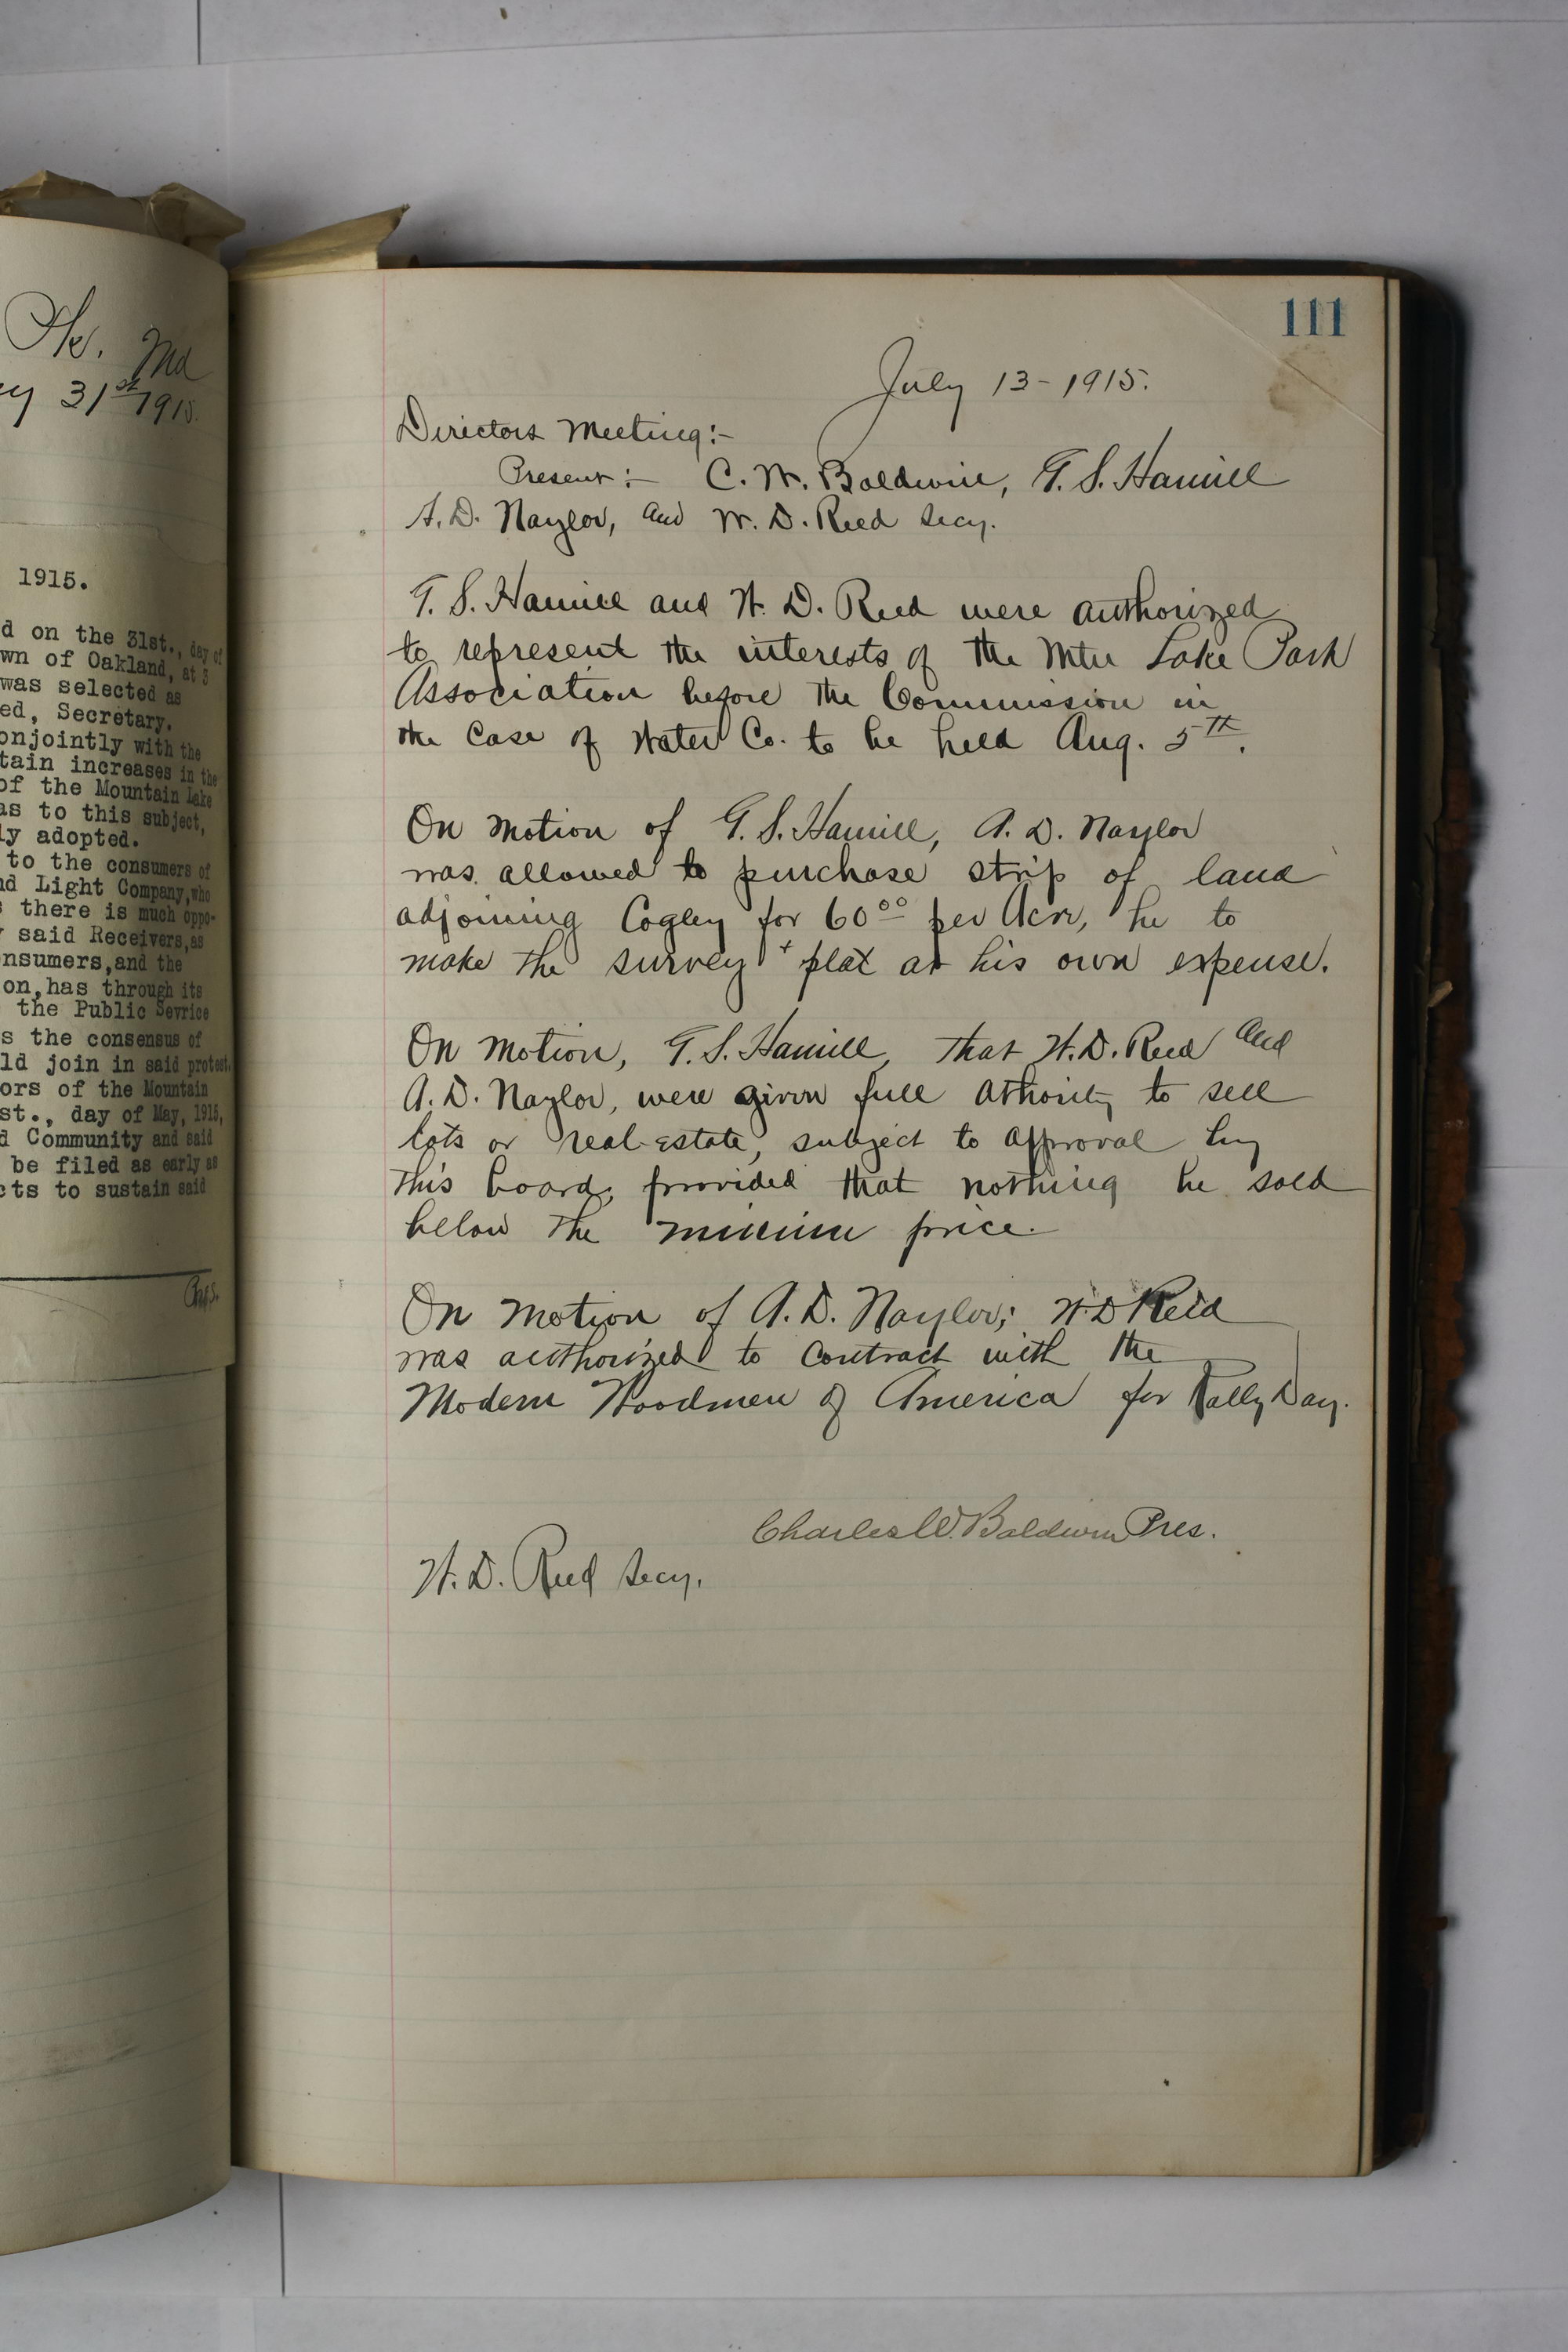 Pk. Md
31st 1915.
1915.
d on the 31st., day of
wn of Oakland, at 3
was selected as
ed, Secretary.
onjointly with the
tain increases in the
of the Mountain Lake
as to this subject,
ly adopted.
to the consumers of
nd Light Company,who
s there is much oppo-
y said Receivers,as
nsumers,and the
on,has through its
the Public Sevrice
s the consensus of
ld join in said protest.
ors of the Mountain
st., day of May, 1915,
d Community and said
be filed as early as
cts to sustain said
Pres.
111
July 13 - 1915.
Directors Meeting:-
Present:- C. W. Baldwin, G. S. Hamill
A. D. Naylor, and W. D. Reed Secy.
G. S. Hamill and W. D. Reed were authorized
to represent the interests of the Mtn Lake Park
Association before the Commission in
the Case of Water Co. to be held Aug. 5th.
On motion of G. S. Hamill, A. D. Naylor
was allowed to purchase strip of land
adjoining Cogley for 60oo per Acre, he to
make the survey + plat at his own expense.
On motion, G. S. Hamill, that W. D. Reed and
A. D. Naylor, were given full athority to sell
lots or real-estate, subject to approval by
this board, provided that nothing be sold
below the minium price.
On motion of A. D. Naylor; W. D Reed
was authorized to contract with the
Modern Woodmen of America for Rally Day.
Charles W. Baldwin Pres.
W. D. Reed Secy.